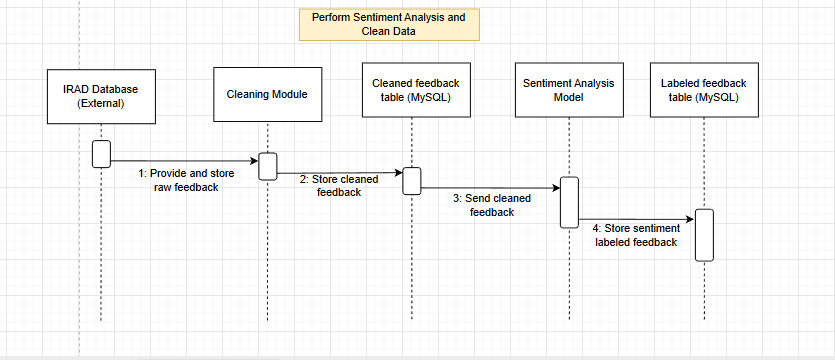 Perform Sentiment Analysis and
Clean Data
IRAD Database
(External)
Cleaning Module
Cleaned feedback
table (MySQL)
Sentiment Analysis
Model
Labeled feedback
table (MySQL)
1: Provide and store
raw feedback
2: Store cleaned
feedback
3: Send cleaned
feedback
4: Store sentiment
labeled feedback